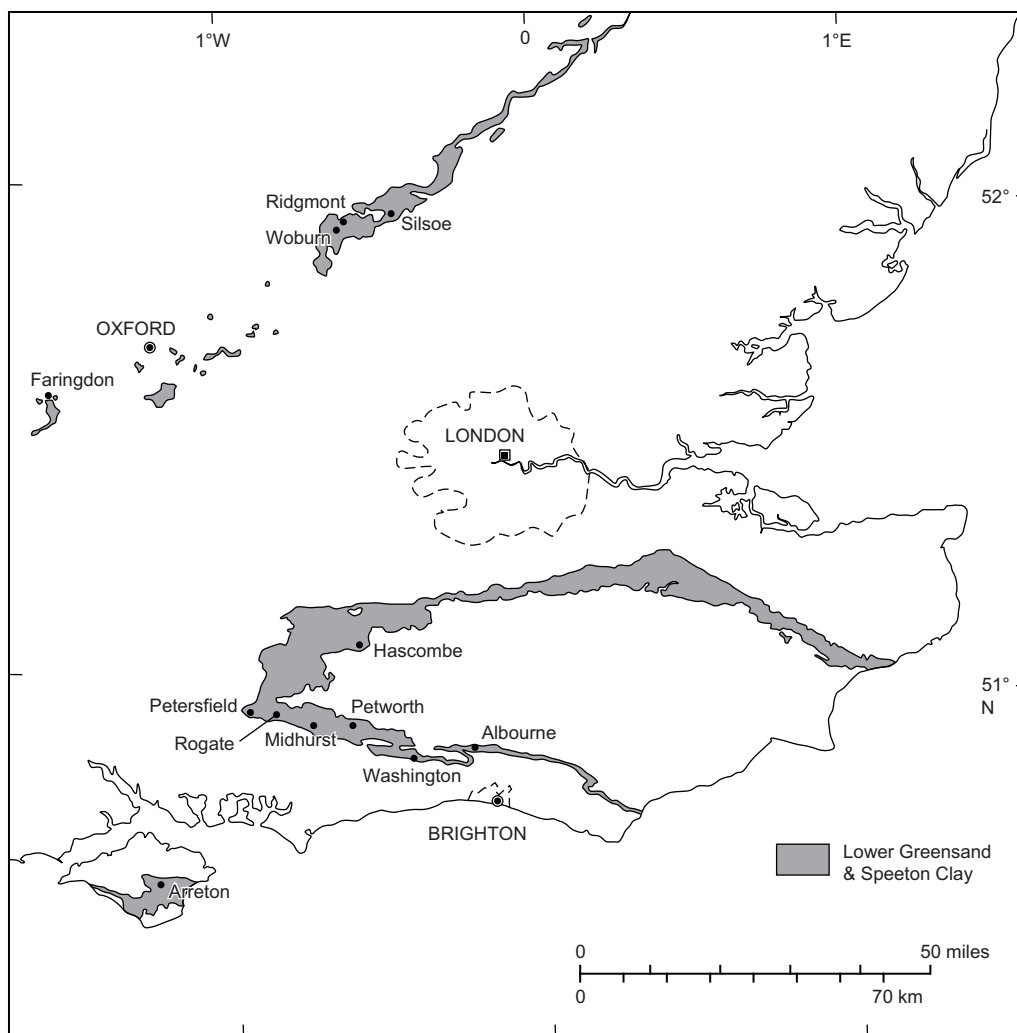 1°W
0
1°E
52°
Ridgmont
Silsoe
Woburn
OXFORD
Faringdon
LONDON
Hascombe
51°
N
Petersfield
Petworth
Rogate
Midhurst
Albourne
Washington
BRIGHTON
Lower Greensand
& Speeton Clay
Arreton
0
50 miles
0
70 km